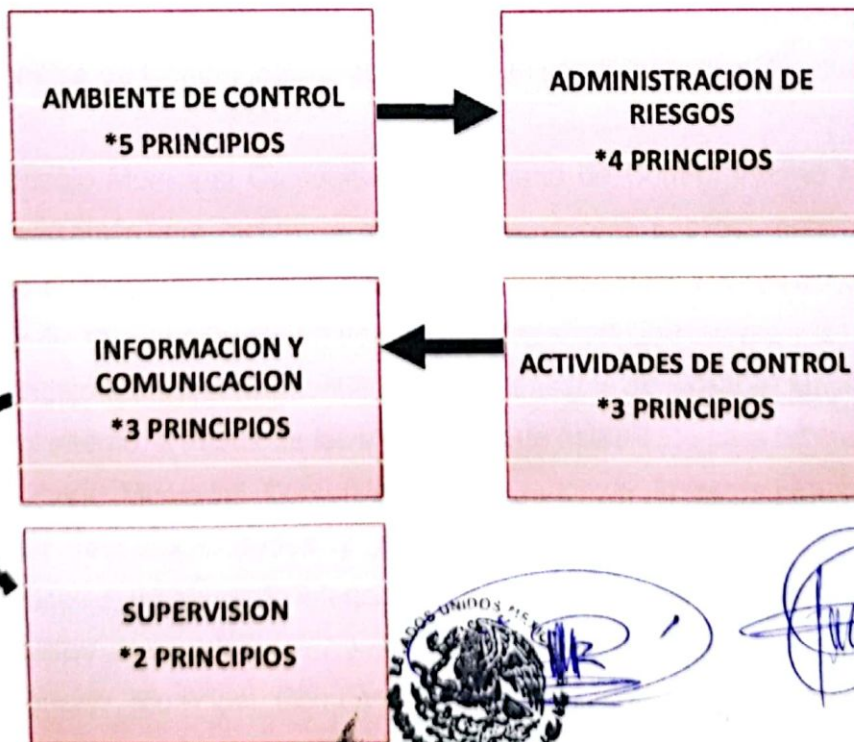 AMBIENTE DE CONTROL
*5 PRINCIPIOS
ADMINISTRACION DE
RIESGOS
*4 PRINCIPIOS
INFORMACION Y
COMUNICACION
*3 PRINCIPIOS
ACTIVIDADES DE CONTROL
*3 PRINCIPIOS
SUPERVISION
*2 PRINCIPIOS
UNIDOS